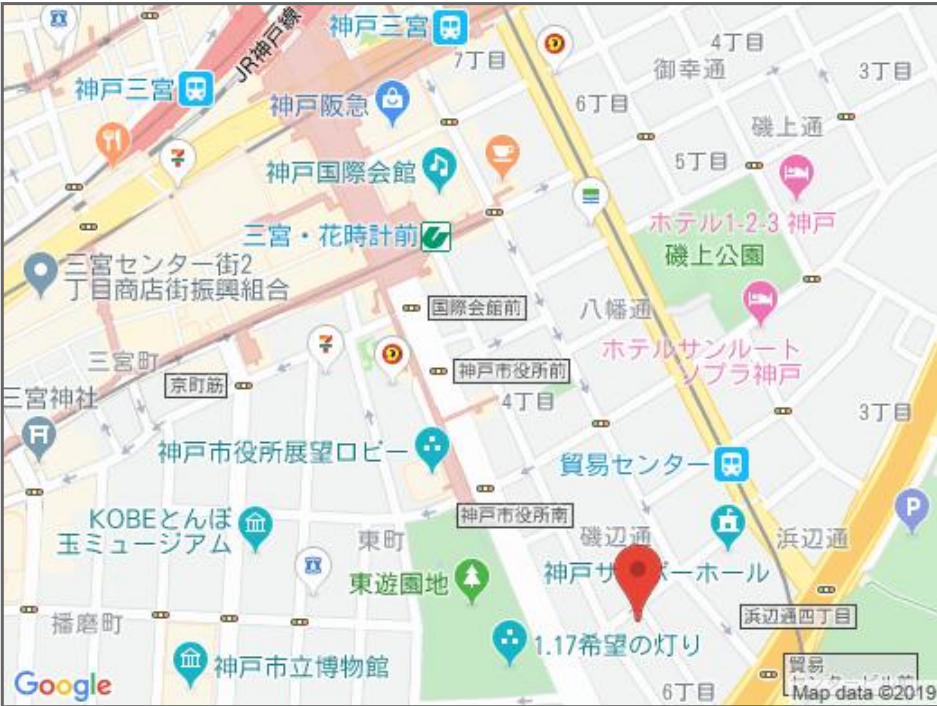 神戸三宮
4丁目
7丁目
御幸通
3丁目
JR神戸線
神戸三宮
神戸阪急
6丁目
磯上通
神戸国際会館
5丁目
ホテル1-2-3 神戸
三宮・花時計前
磯上公園
三宮センター街2
丁目商店街振興組合
国際会館前
八幡通
ホテルサンルート
ソプラ神戸
三宮町
神戸市役所前
京町筋
4丁目
三宮神社
3丁目
神戸市役所展望ロビー
貿易センター
KOBEとんぼ
玉ミュージアム
神戸市役所南
東町
磯辺通
浜辺通
P
東遊園地
神戸サ
ボーホール
浜辺通四丁目
播磨町
1.17希望の灯り
神戸市立博物館
貿易
Google
6丁目
Map data ©2019